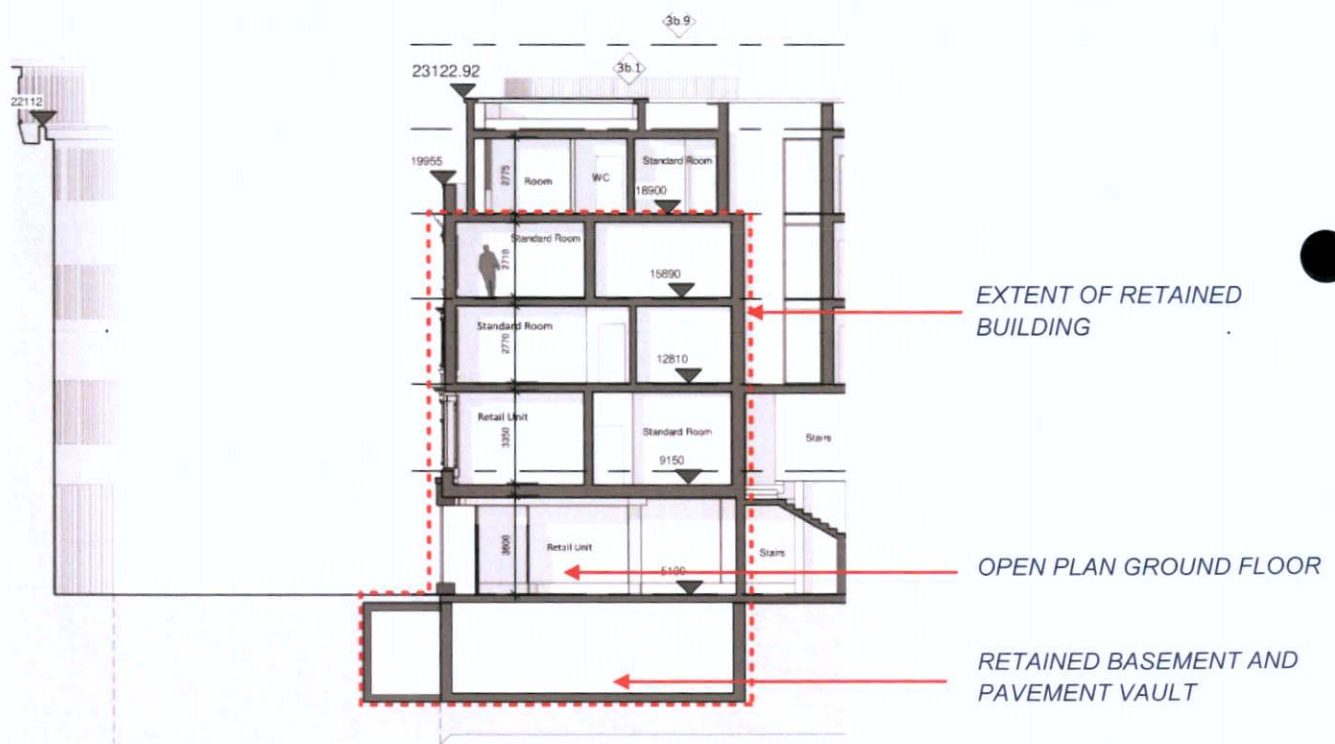 3b.9
23122.92
3b.1
22112
19955
2775
Room
WC
Standard Room
18900
Standard Room
2710
15890
EXTENT OF RETAINED
BUILDING
Standard Room
2770
12810
Retail Unit
3350
Standard Room
Stairs
9150
3600
Retail Unit
Stairs
OPEN PLAN GROUND FLOOR
5100
RETAINED BASEMENT AND
PAVEMENT VAULT